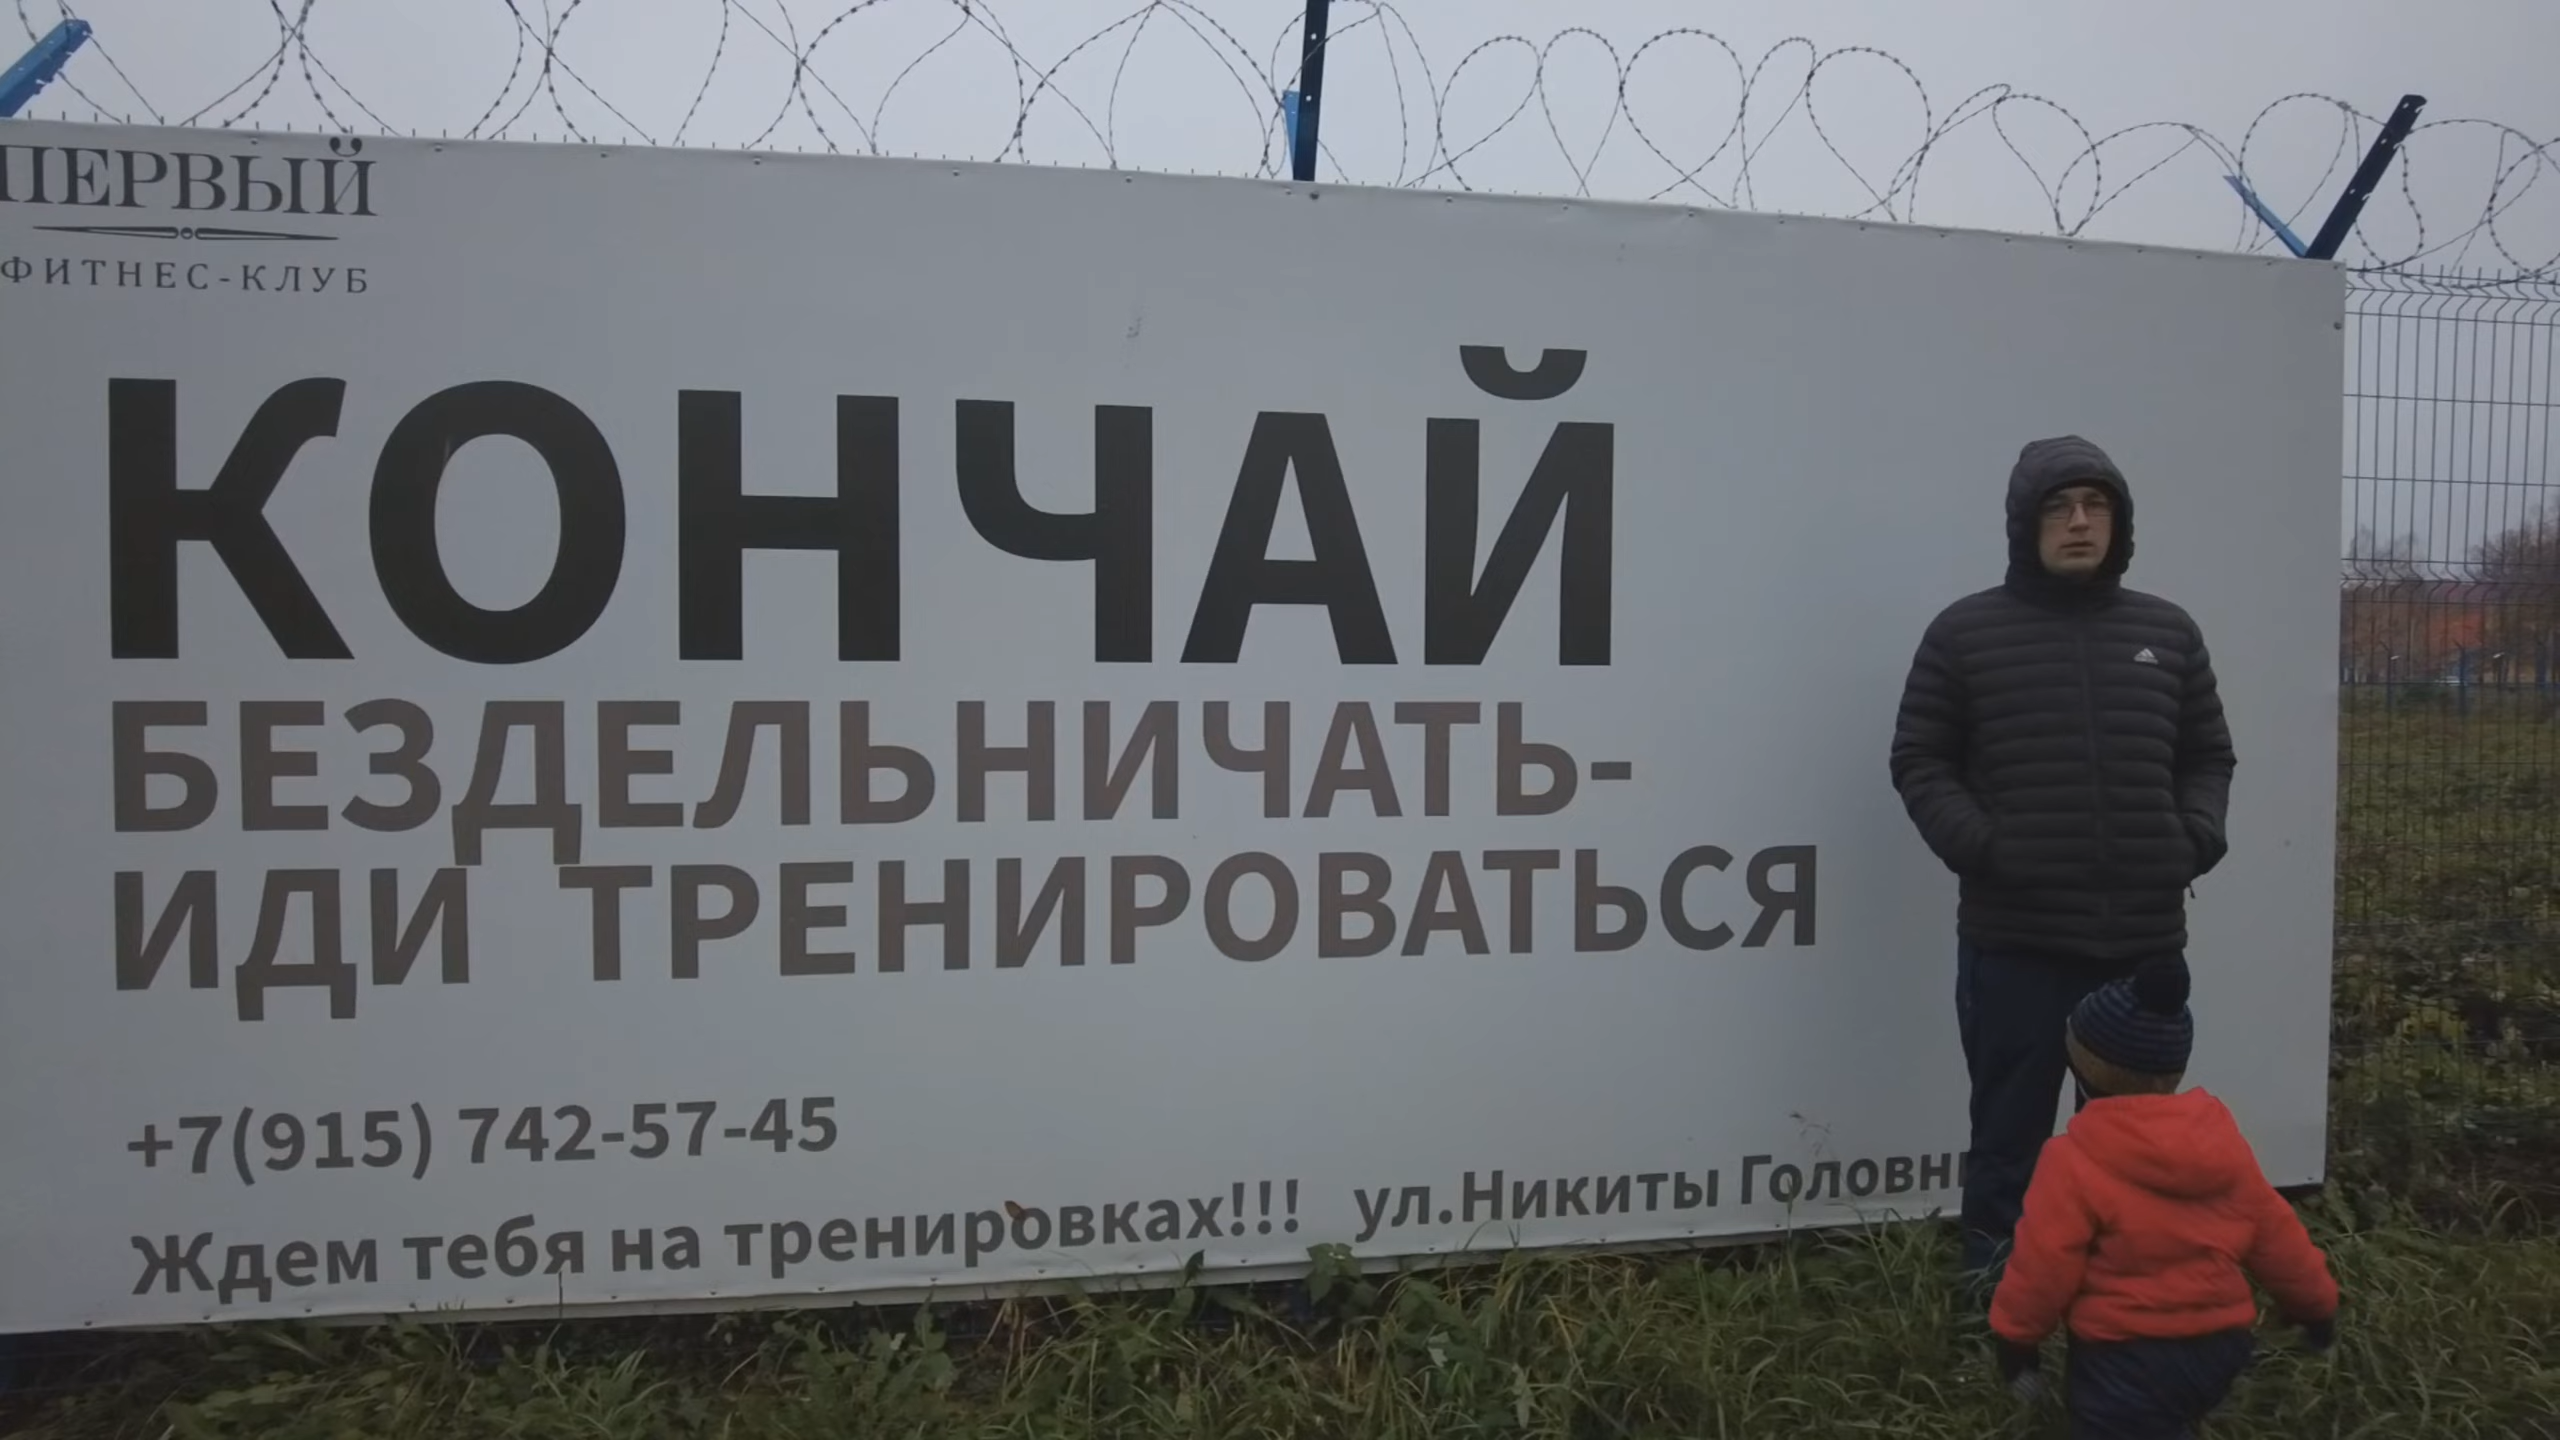 ПЕРВЫЙ
ФИТНЕС-КЛУБ
КОНЧАЙ
БЕЗДЕЛЬНИЧАТЬ-
ИДИ ТРЕНИРОВАТЬСЯ
+7(915) 742-57-45
Ждем тебя на тренировках!!! ул.Никиты